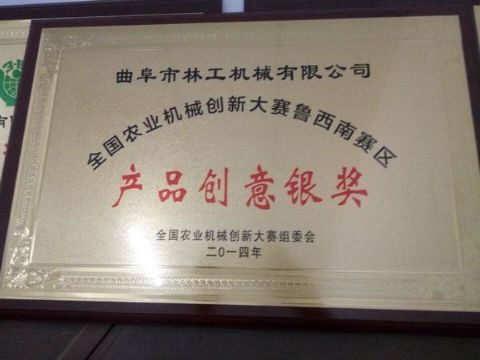 曲阜市林工机械有限公司
全国农业机械创新大赛鲁西南赛区
产品创意银奖
全国农业机械创新大赛组委会
二〇一四年